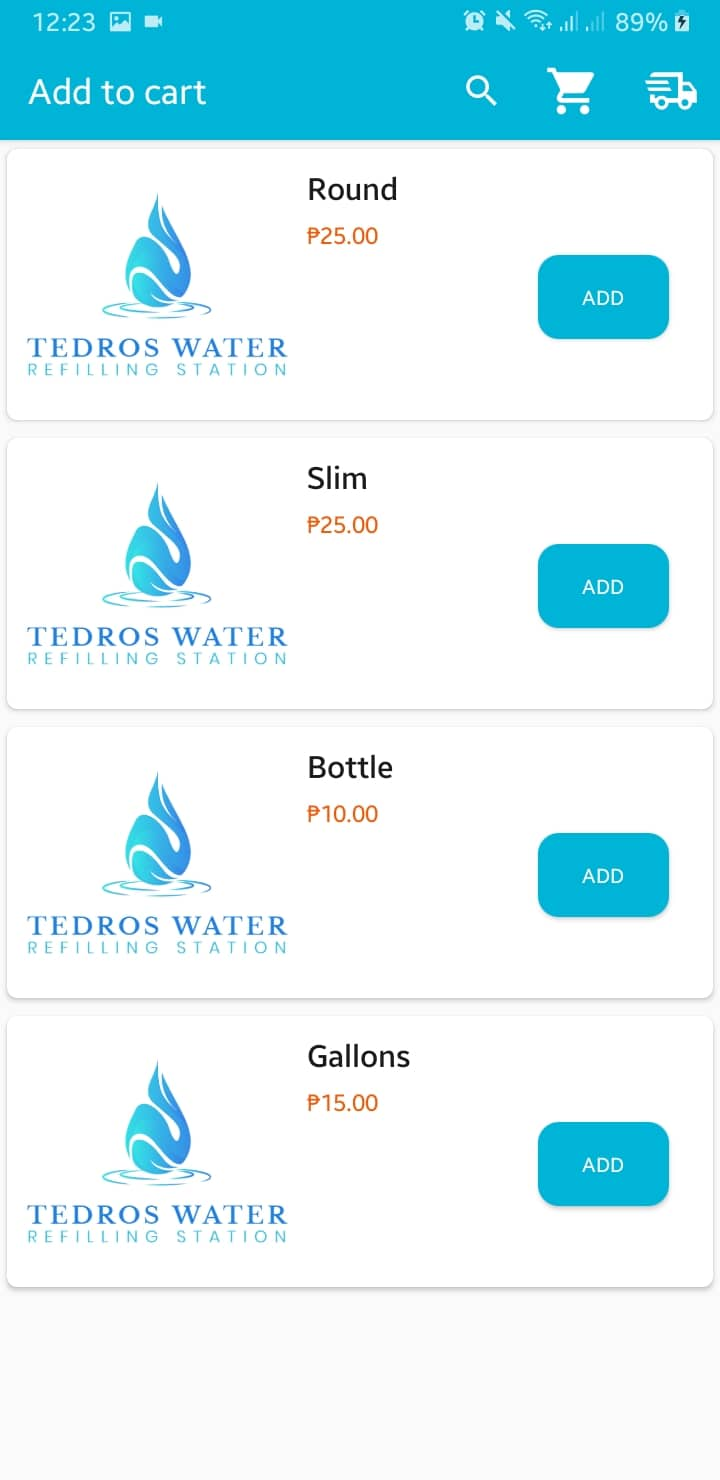 12:23
89%
Add to cart
Round
₱25.00
ADD
TEDROS WATER
REFILLING STATION
Slim
₱25.00
ADD
TEDROS WATER
REFILLING STATION
Bottle
₱10.00
ADD
TEDROS WATER
REFILLING STATION
Gallons
₱15.00
ADD
TEDROS WATER
REFILLING STATION